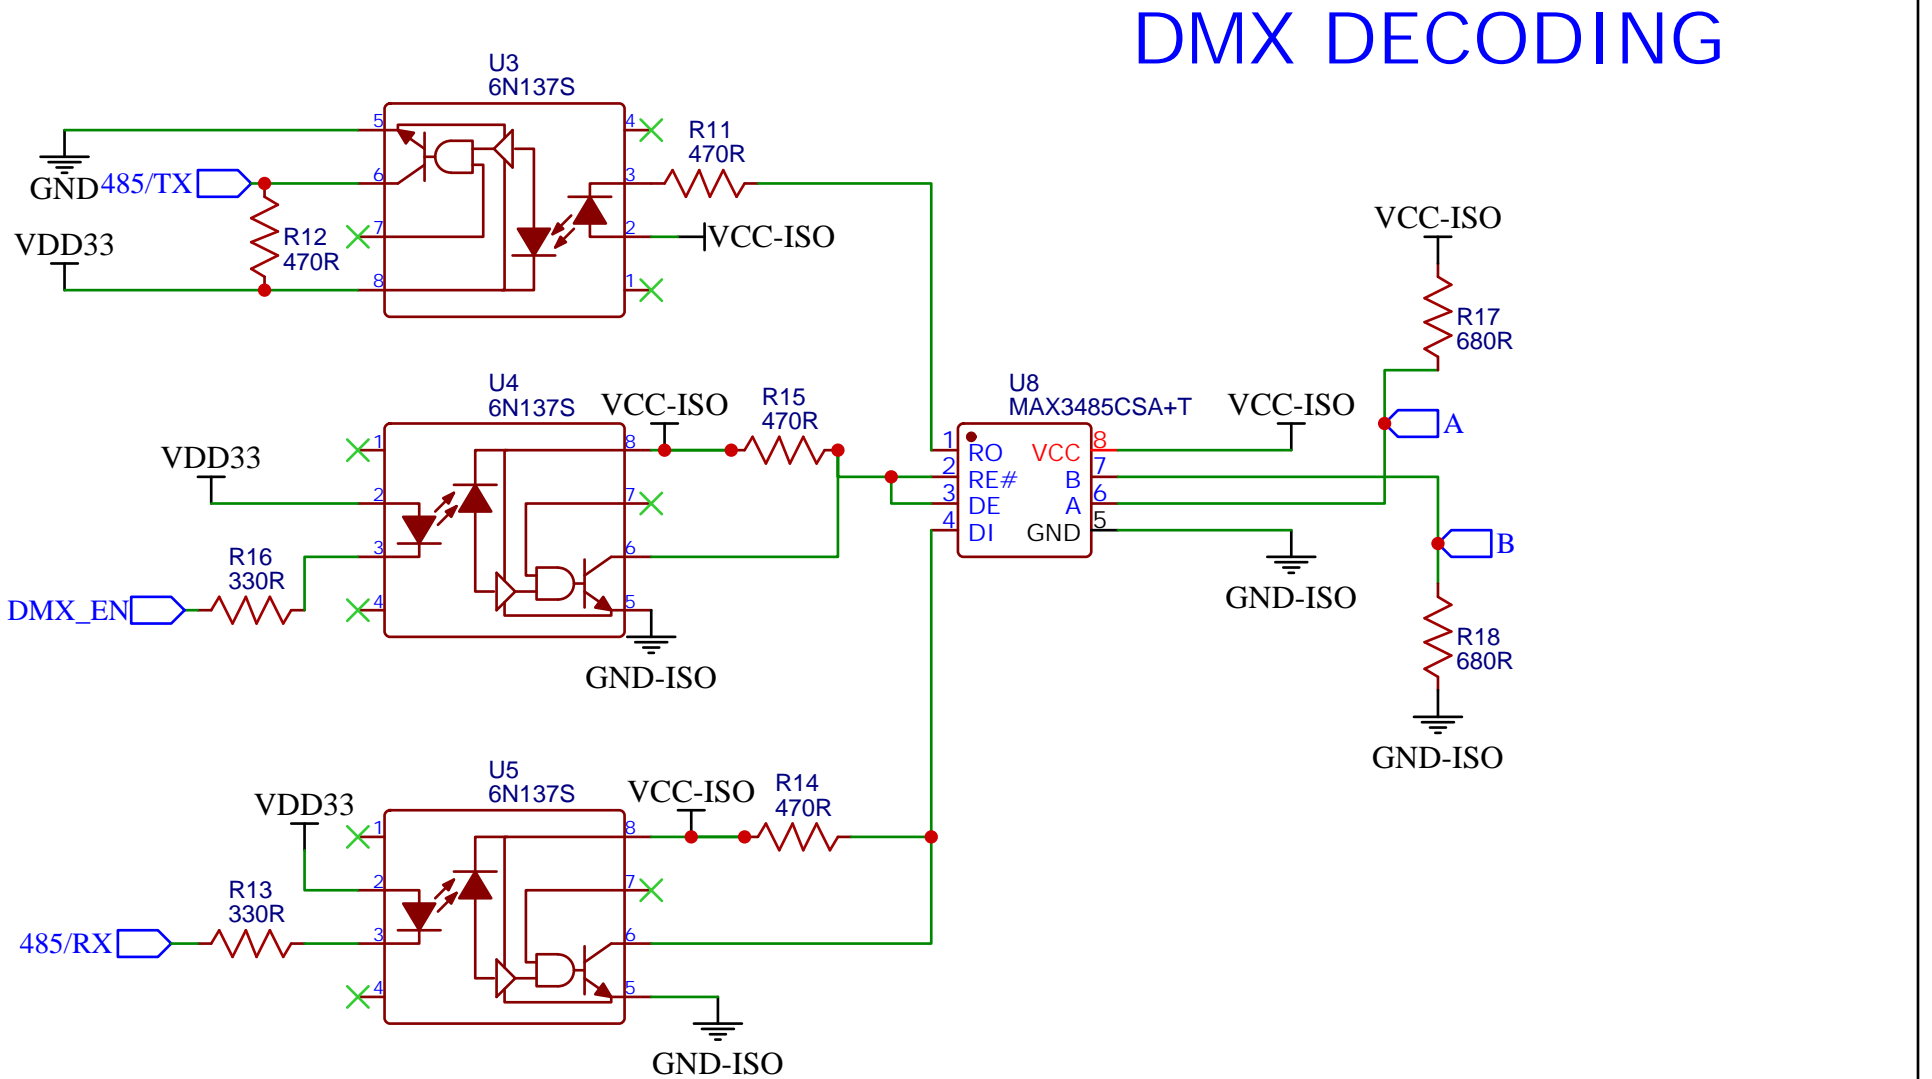 DMX DECODING
U3
6N137S
5
6
7
8
4
3
2
1
GND
485/TX
VDD33
R12
470R
R11
470R
VCC-ISO
U4
6N137S
1
2
3
4
8
7
6
5
VDD33
R16
330R
DMX_EN
VCC-ISO
R15
470R
GND-ISO
U8
MAX3485CSA+T
1
2
3
4
RO
RE#
DE
DI
VCC
B
A
GND
8
7
6
5
VCC-ISO
GND-ISO
VCC-ISO
R17
680R
A
B
R18
680R
GND-ISO
U5
6N137S
1
2
3
4
8
7
6
5
VDD33
R13
330R
485/RX
VCC-ISO
R14
470R
GND-ISO